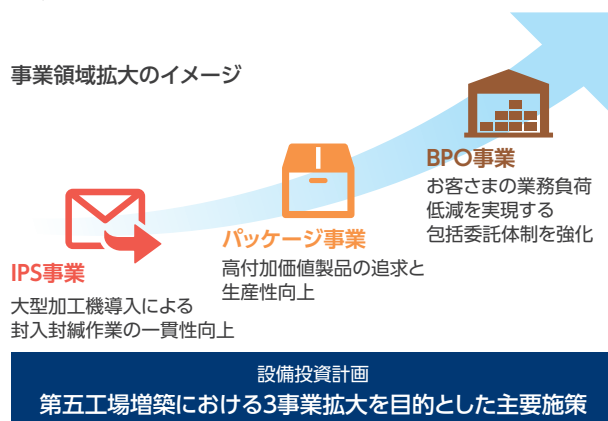 事業領域拡大のイメージ
BPO事業
お客さまの業務負荷
低減を実現する
包括委託体制を強化
パッケージ事業
高付加価値製品の追求と
生産性向上
IPS事業
大型加工機導入による
封入封緘作業の一貫性向上
設備投資計画
第五工場増築における3事業拡大を目的とした主要施策